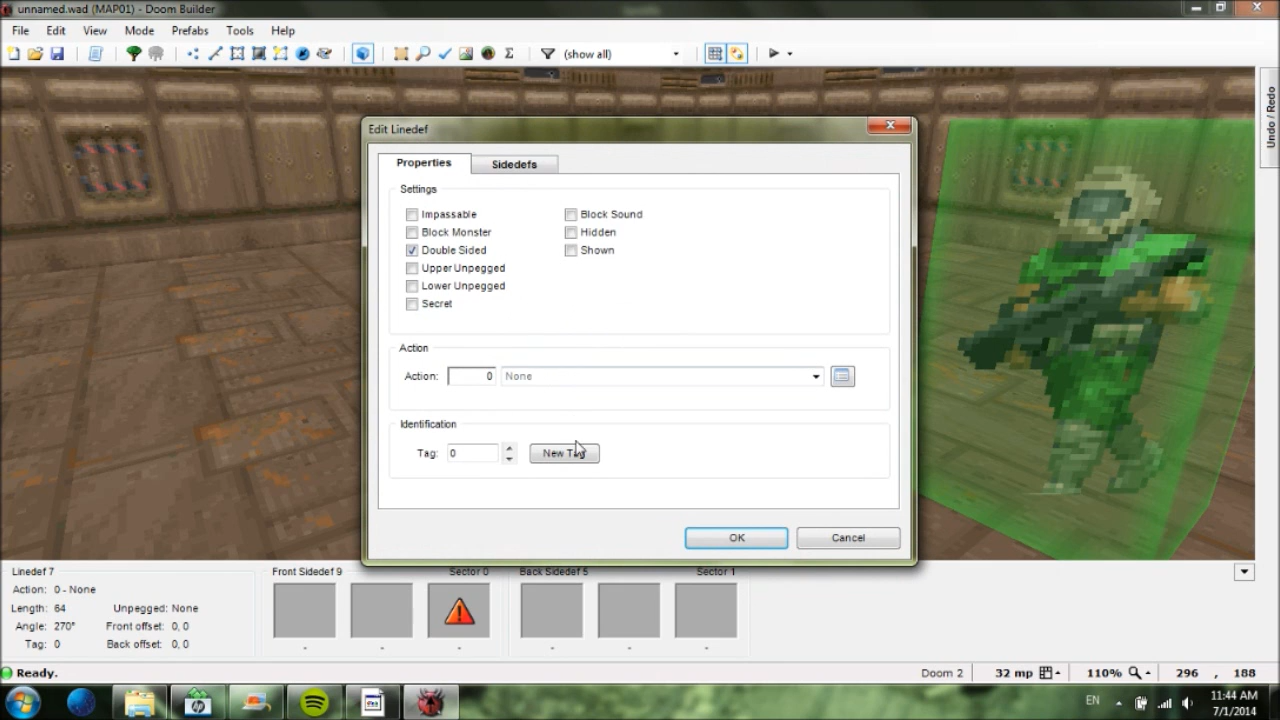 unnamed.wad (MAP01) - Doom Builder
File Edit View Mode Prefabs Tools Help
(show all)
Undo / Redo
Edit Linedef
Properties Sidedefs
Settings
Impassable Block Sound
Block Monster Hidden
Double Sided Shown
Upper Unpegged
Lower Unpegged
Secret
Action
Action: 0 None
Identification
Tag: 0 New Tag
OK Cancel
Linedef 7 Front Sidedef 9 Sector 0 Back Sidedef 5 Sector 1
Action: 0 - None
Length: 64 Unpegged: None
Angle: 270° Front offset: 0, 0
Tag: 0 Back offset: 0, 0
- - - - - -
Ready. Doom 2 32 mp 110% 296 , 188
EN 11:44 AM
7/1/2014